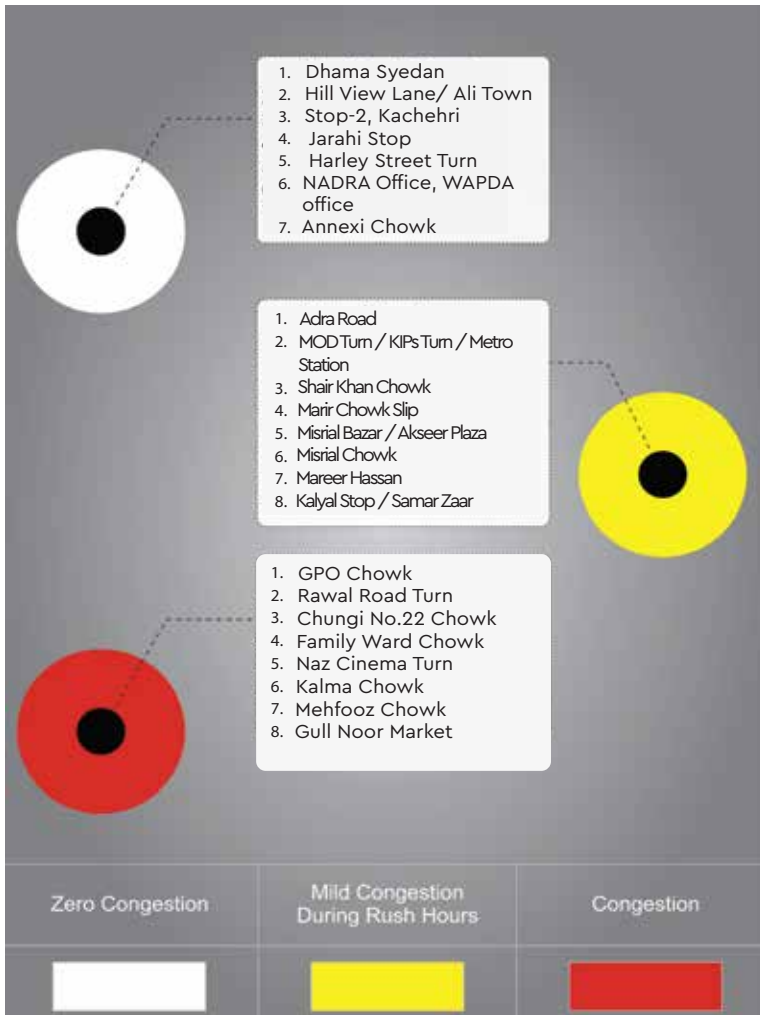 1. Dhama Syedan
2. Hill View Lane/ Ali Town
3. Stop-2, Kachehri
4. Jarahi Stop
5. Harley Street Turn
6. NADRA Office, WAPDA
office
7. Annexi Chowk
1. Adra Road
2. MOD Turn / KIPs Turn / Metro
Station
3. Shair Khan Chowk
4. Marir Chowk Slip
5. Misrial Bazar / Akseer Plaza
6. Misrial Chowk
7. Mareer Hassan
8. Kalyal Stop / Samar Zaar
1. GPO Chowk
2. Rawal Road Turn
3. Chungi No.22 Chowk
4. Family Ward Chowk
5. Naz Cinema Turn
6. Kalma Chowk
7. Mehfooz Chowk
8. Gull Noor Market
Zero Congestion
Mild Congestion
During Rush Hours
Congestion